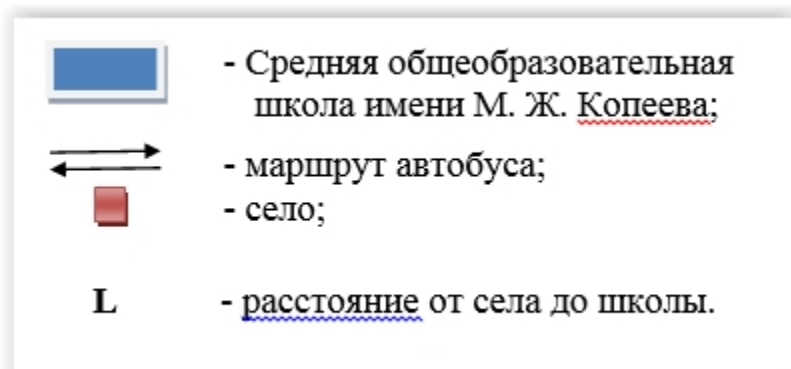 - Средняя общеобразовательная
школа имени М. Ж. Копеева;
- маршрут автобуса;
- село;
L - расстояние от села до школы.